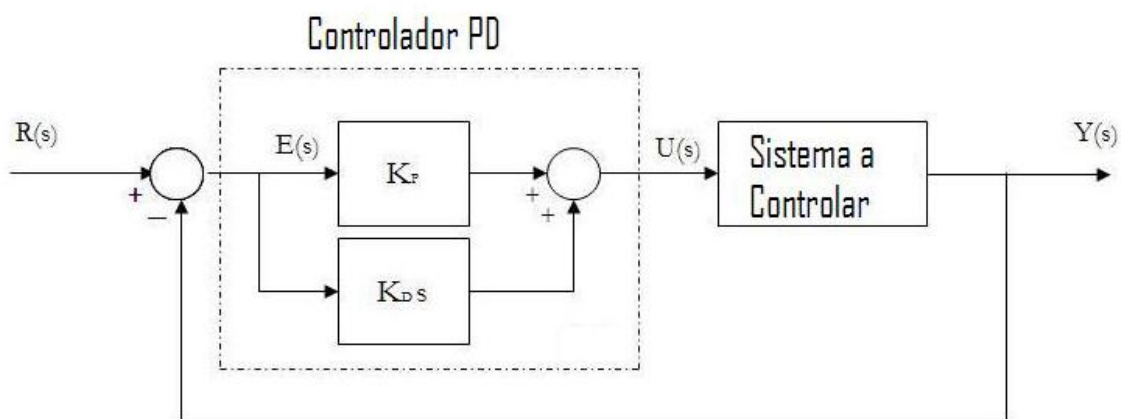 Controlador PD
R(s)
E(s)
U(s)
Y(s)
KP
Sistema a
Controlar
+
−
+
+
KD S